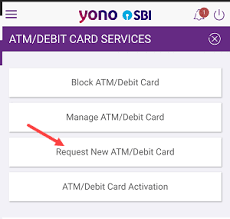 yono SBI
1
ATM/DEBIT CARD SERVICES
Block ATM/Debit Card
Manage ATM/Debit Card
Request New ATM/Debit Card
ATM/Debit Card Activation